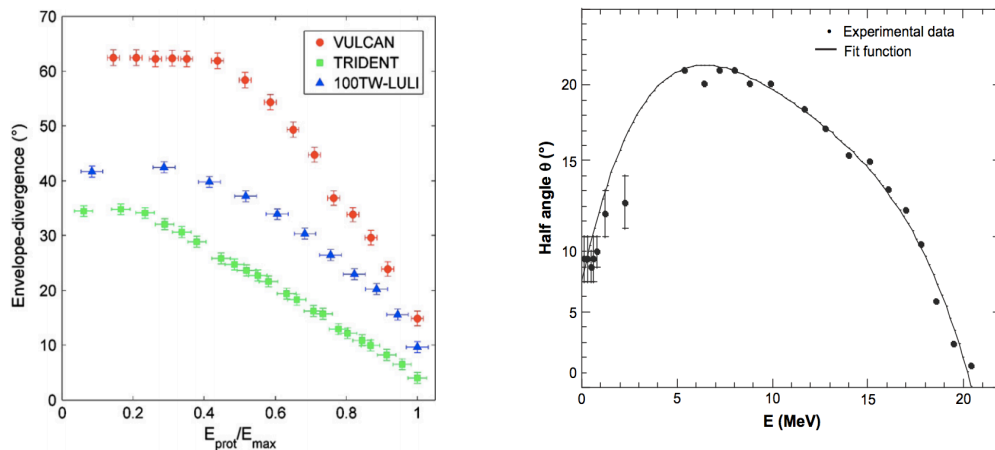 70
60
50
40
30
20
10
0
Envelope-divergence (°)
VULCAN
TRIDENT
100TW-LULI
0 0.2 0.4 0.6 0.8 1
E_prot/E_max
Experimental data
Fit function
20
15
10
5
0
Half angle θ (°)
0 5 10 15 20
E (MeV)